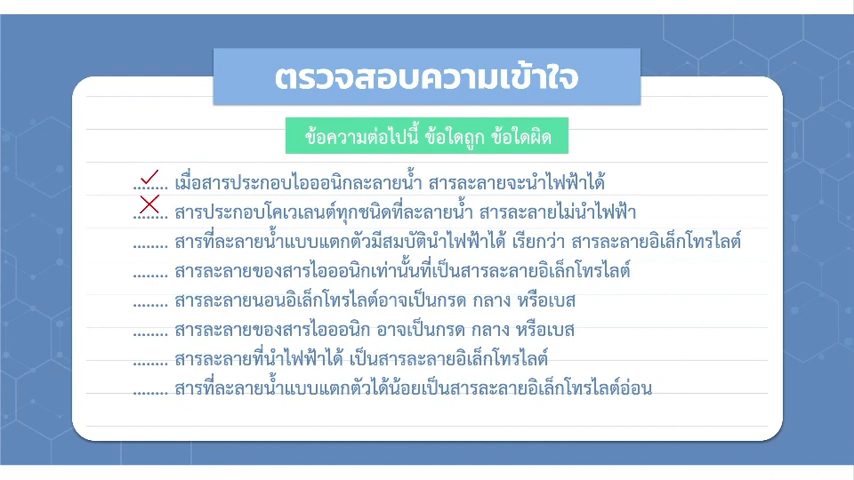 ตรวจสอบความเข้าใจ
ข้อความต่อไปนี้ ข้อใดถูก ข้อใดผิด
........ เมื่อสารประกอบไอออนิกละลายน้ำ สารละลายจะนำไฟฟ้าได้
........ สารประกอบโคเวเลนต์ทุกชนิดที่ละลายน้ำ สารละลายไม่นำไฟฟ้า
........ สารที่ละลายน้ำแบบแตกตัวมีสมบัตินำไฟฟ้าได้ เรียกว่า สารละลายอิเล็กโทรไลต์
........ สารละลายของสารไอออนิกเท่านั้นที่เป็นสารละลายอิเล็กโทรไลต์
........ สารละลายนอนอิเล็กโทรไลต์อาจเป็นกรด กลาง หรือเบส
........ สารละลายของสารไอออนิก อาจเป็นกรด กลาง หรือเบส
........ สารละลายที่นำไฟฟ้าได้ เป็นสารละลายอิเล็กโทรไลต์
........ สารที่ละลายน้ำแบบแตกตัวได้น้อยเป็นสารละลายอิเล็กโทรไลต์อ่อน